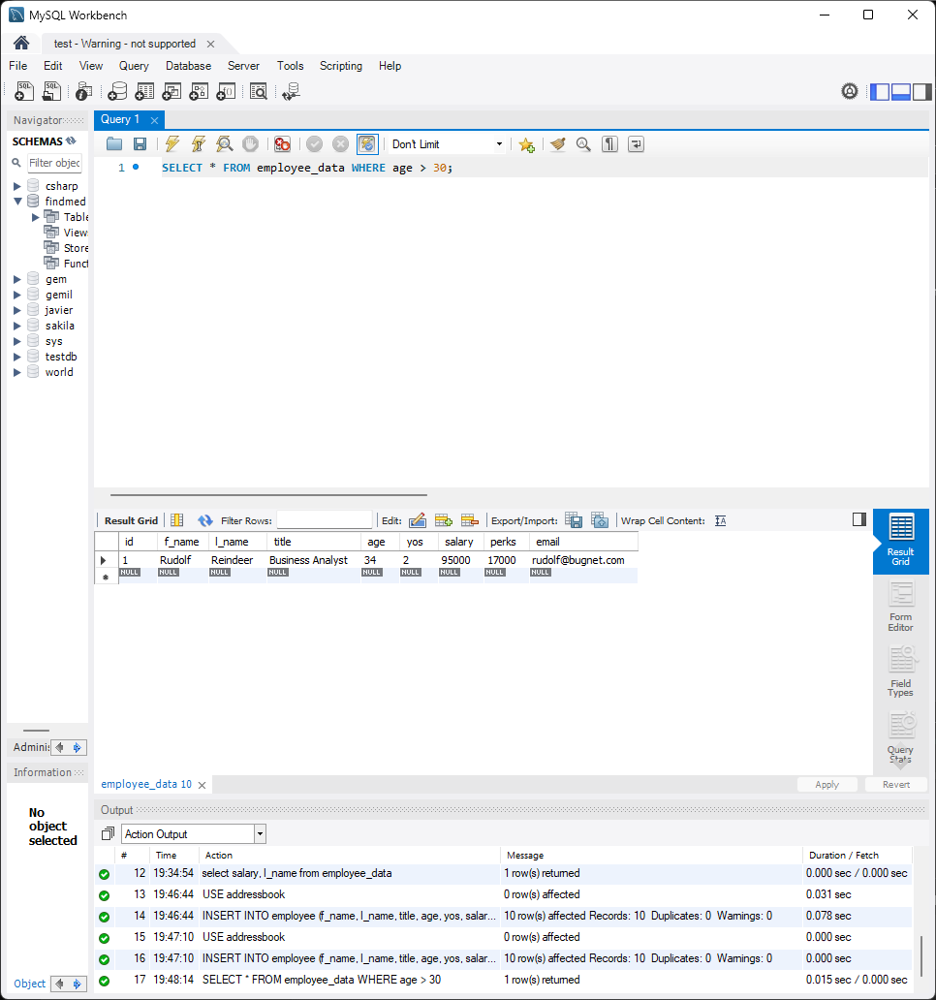 MySQL Workbench
test - Warning - not supported
File Edit View Query Database Server Tools Scripting Help
Navigator
Query 1
SCHEMAS
Don't Limit
Filter objec
1 SELECT * FROM employee_data WHERE age > 30;
csharp
findmed
Table
Views
Store
Funct
gem
gemil
javier
sakila
sys
testdb
world
Result Grid Filter Rows: Edit: Export/Import: Wrap Cell Content:
id f_name l_name title age yos salary perks email
1 Rudolf Reindeer Business Analyst 34 2 95000 17000 rudolf@bugnet.com
NULL NULL NULL NULL NULL NULL NULL NULL NULL
Result
Grid
Form
Editor
Field
Types
Query
Stats
Adminis
Information
employee_data 10
Apply Revert
No
object
selected
Output
Action Output
# Time Action Message Duration / Fetch
12 19:34:54 select salary, l_name from employee_data 1 row(s) returned 0.000 sec / 0.000 sec
13 19:46:44 USE addressbook 0 row(s) affected 0.031 sec
14 19:46:44 INSERT INTO employee (f_name, l_name, title, age, yos, salar... 10 row(s) affected Records: 10 Duplicates: 0 Warnings: 0 0.078 sec
15 19:47:10 USE addressbook 0 row(s) affected 0.000 sec
16 19:47:10 INSERT INTO employee (f_name, l_name, title, age, yos, salar... 10 row(s) affected Records: 10 Duplicates: 0 Warnings: 0 0.000 sec
17 19:48:14 SELECT * FROM employee_data WHERE age > 30 1 row(s) returned 0.015 sec / 0.000 sec
Object